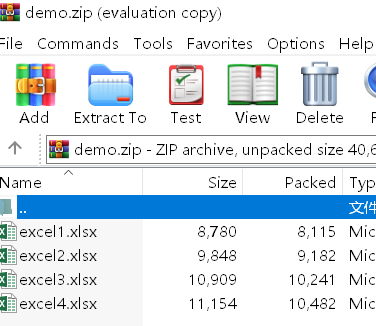 demo.zip (evaluation copy)
File Commands Tools Favorites Options Help
Add Extract To Test View Delete F
demo.zip - ZIP archive, unpacked size 40,6
Name Size Packed Typ
.. 文件
excel1.xlsx 8,780 8,115 Mic
excel2.xlsx 9,848 9,182 Mic
excel3.xlsx 10,909 10,241 Mic
excel4.xlsx 11,154 10,482 Mic